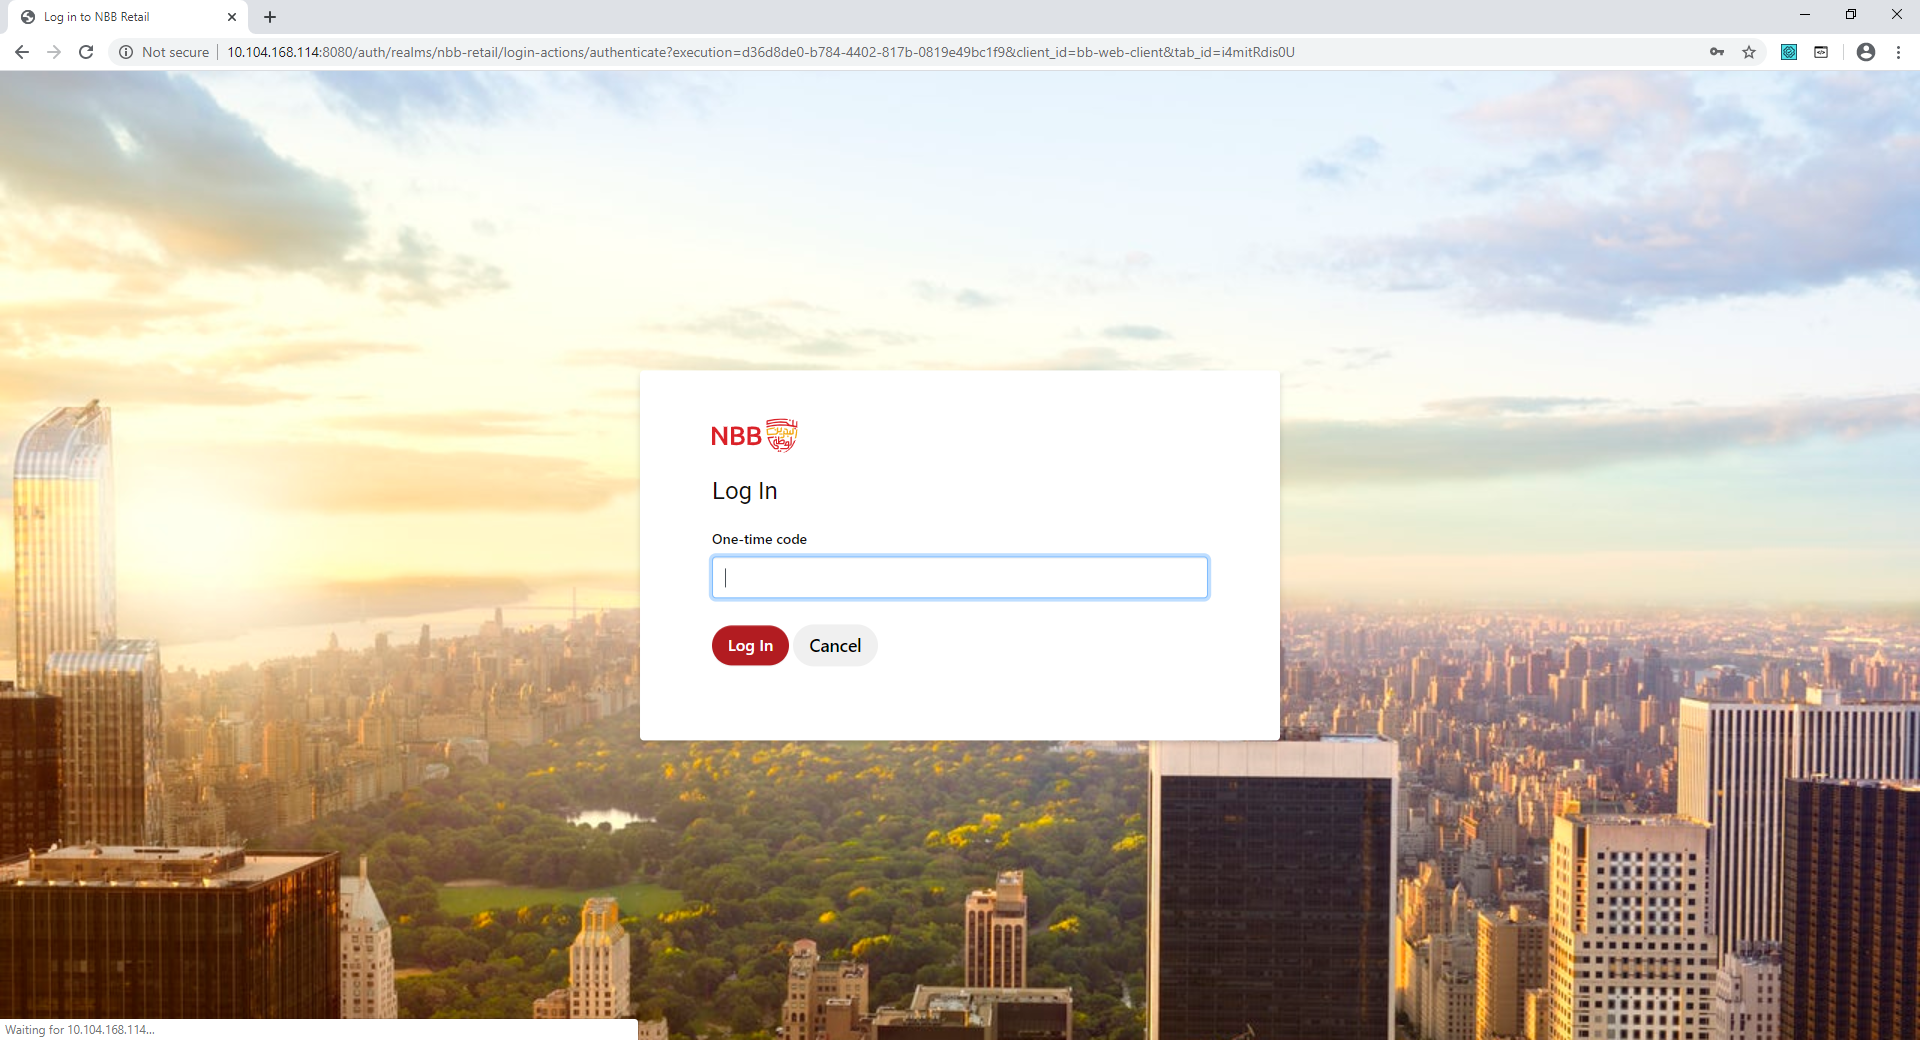 Log in to NBB Retail
Not secure
10.104.168.114:8080/auth/realms/nbb-retail/login-actions/authenticate?execution=d36d8de0-b784-4402-817b-0819e49bc1f9&client_id=bb-web-client&tab_id=i4mitRdis0U
NBB
Log In
One-time code
Log In
Cancel
Waiting for 10.104.168.114...